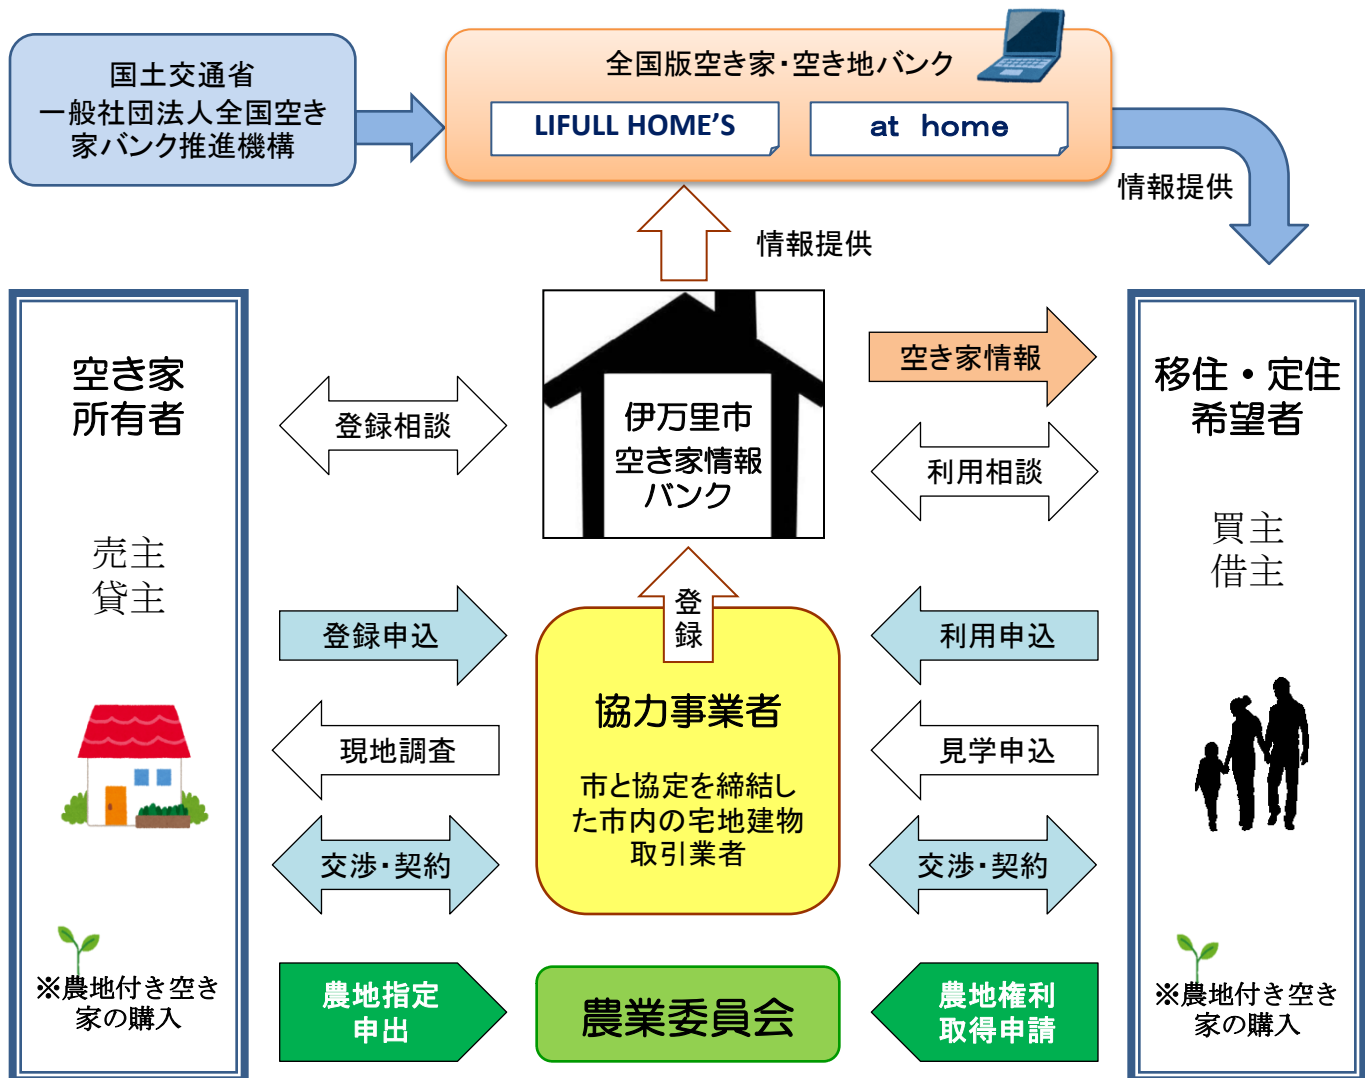 国土交通省
一般社団法人全国空き
家バンク推進機構
全国版空き家・空き地バンク
LIFULL HOME'S
at home
情報提供
情報提供
空き家
所有者
売主
貸主
※農地付き空き
家の購入
登録相談
伊万里市
空き家情報
バンク
空き家情報
利用相談
移住・定住
希望者
買主
借主
※農地付き空き
家の購入
登録申込
現地調査
交渉・契約
登
録
協力事業者
市と協定を締結し
た市内の宅地建物
取引業者
利用申込
見学申込
交渉・契約
農地指定
申出
農業委員会
農地権利
取得申請